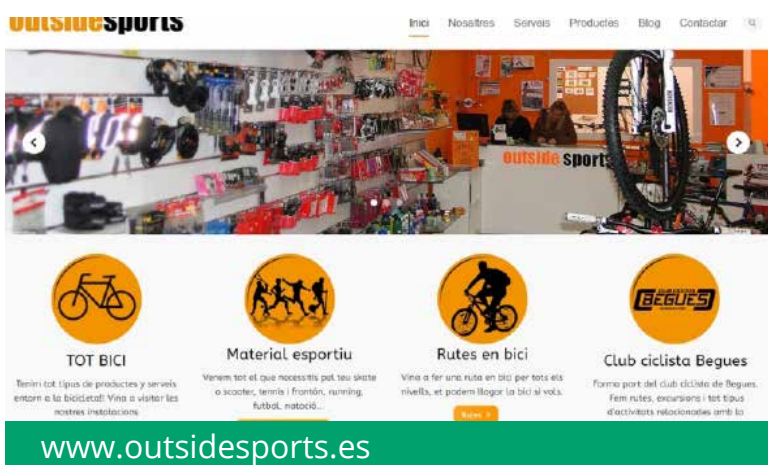 outsidesports
Inici Nosaltres Serveis Productes Blog Contactar
outside sports
TOT BICI
Tenim tot tipus de productes y serveis
entorn a la bicicleta!! Vina a visitar les
nostres instalacions
Material esportiu
Venem tot el que necessitis pel teu skate
o scooter, tennis i frontón, running,
futbol, natació...
Rutes en bici
Vina a fer una ruta en bici per tots els
nivells, et podem llogar la bici si vols.
Rutes
CLUB CICLISTA
BEGUES
Club ciclista Begues
Forma part del club ciclista de Begues.
Fem rutes, excursions i tot tipus
d'activitats relacionades amb la
www.outsidesports.es